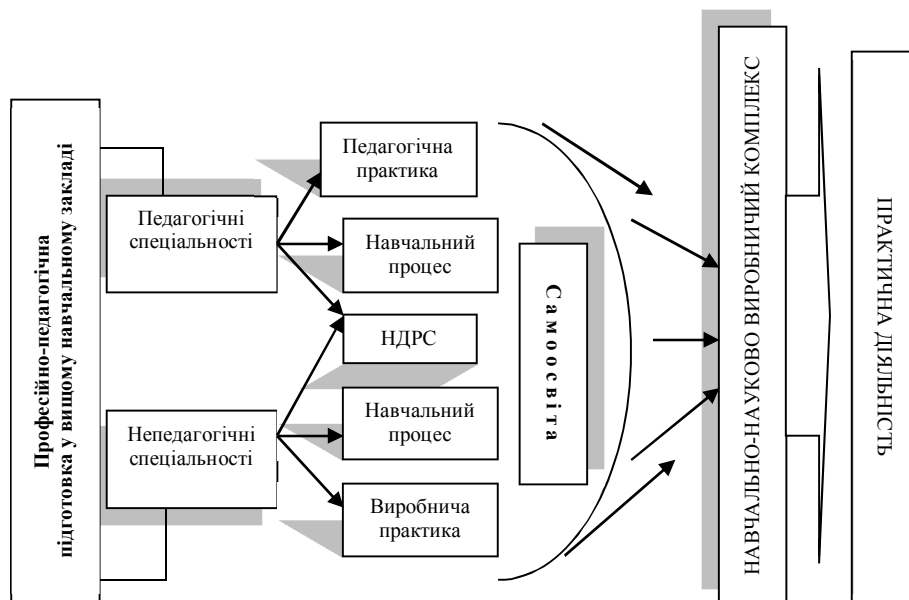 Професійно-педагогічна
підготовка у вищому навчальному закладі
Педагогічні
спеціальності
Непедагогічні
спеціальності
Педагогічна
практика
Навчальний
процес
НДРС
Навчальний
процес
Виробнича
практика
Самоосвіта
НАВЧАЛЬНО-НАУКОВО ВИРОБНИЧИЙ КОМПЛЕКС
ПРАКТИЧНА ДІЯЛЬНІСТЬ